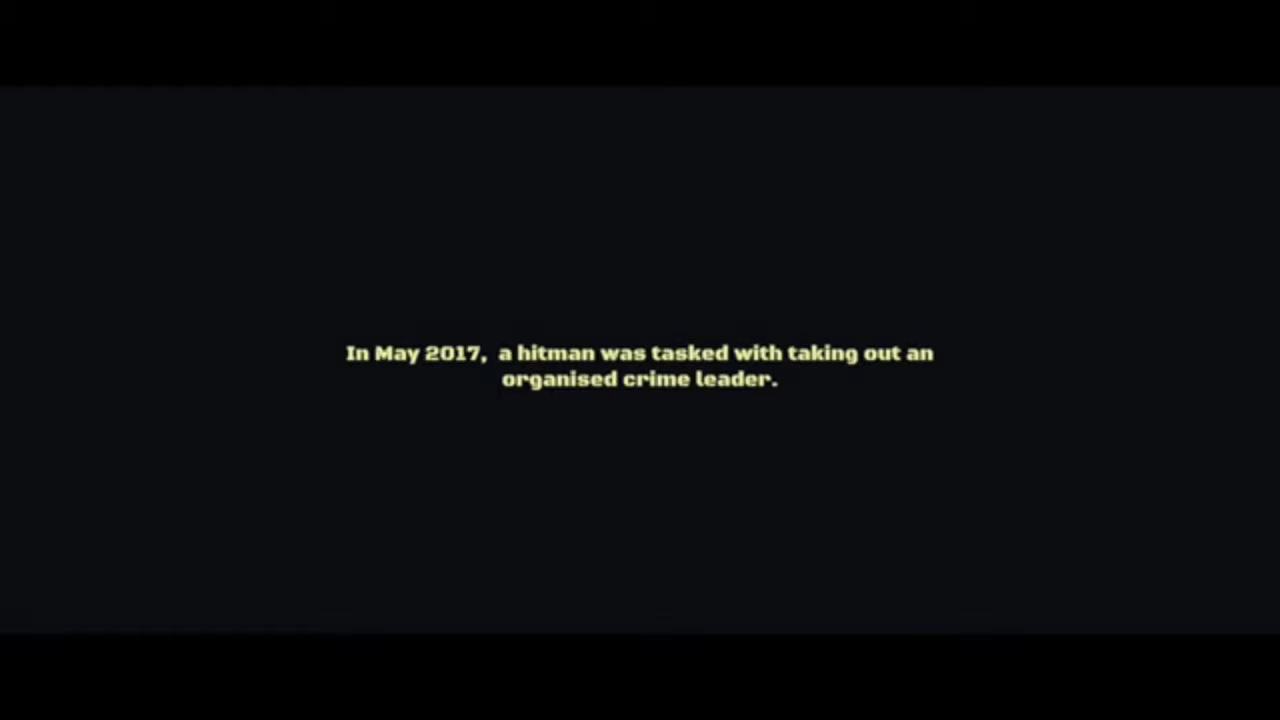 In May 2017,  a hitman was tasked with taking out an
organised crime leader.